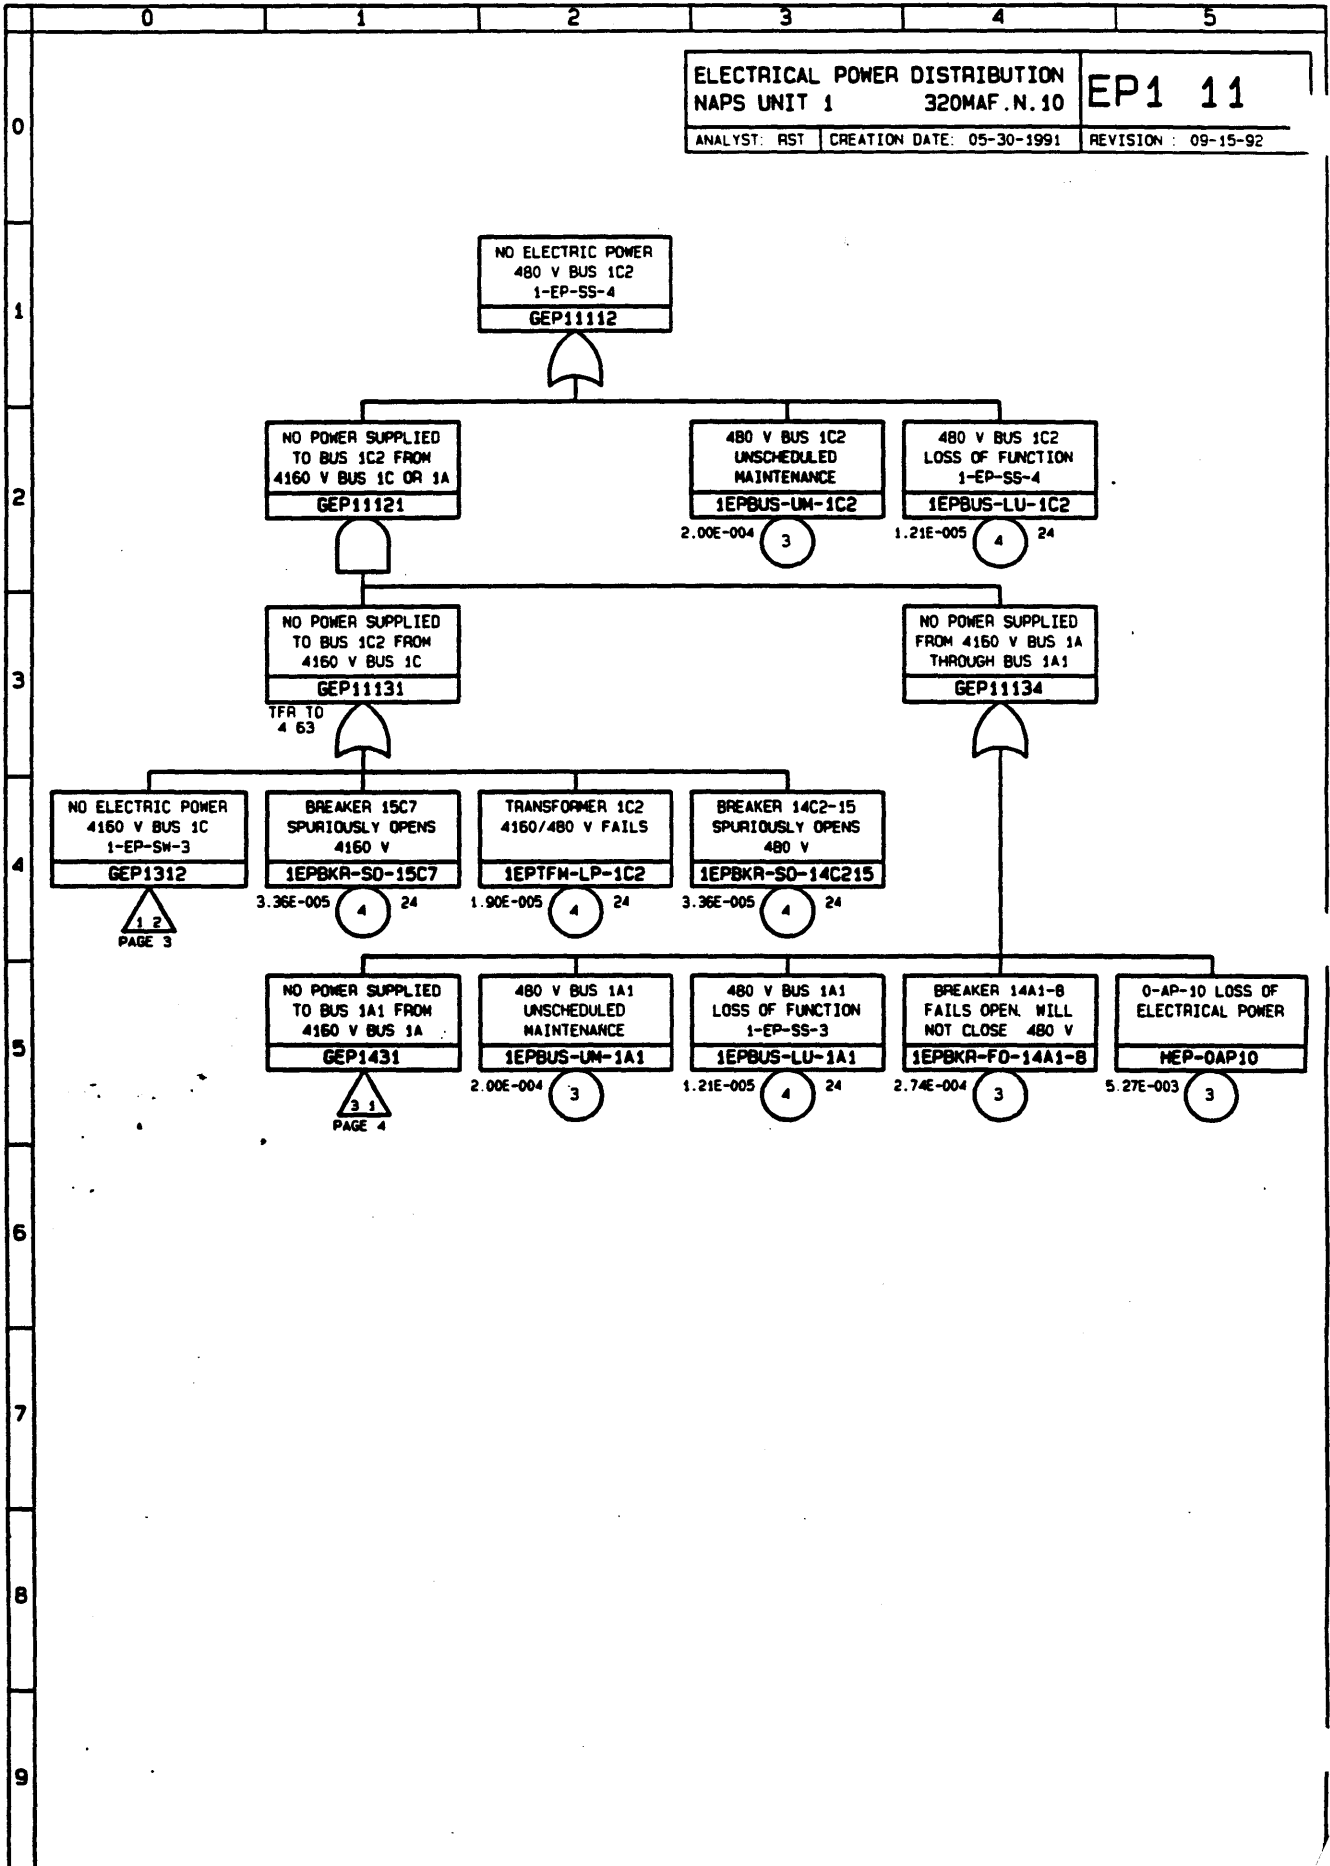 0 1 2 3 4 5
ELECTRICAL POWER DISTRIBUTION
NAPS UNIT 1 320MAF.N.10
EP1 11
ANALYST: RST CREATION DATE: 05-30-1991 REVISION : 09-15-92
0
1
2
3
4
5
6
7
8
9
NO ELECTRIC POWER
480 V BUS 1C2
1-EP-SS-4
GEP11112
NO POWER SUPPLIED
TO BUS 1C2 FROM
4160 V BUS 1C OR 1A
GEP11121
480 V BUS 1C2
UNSCHEDULED
MAINTENANCE
1EPBUS-UM-1C2
2.00E-004 3
480 V BUS 1C2
LOSS OF FUNCTION
1-EP-SS-4
1EPBUS-LU-1C2
1.21E-005 4 24
NO POWER SUPPLIED
TO BUS 1C2 FROM
4160 V BUS 1C
GEP11131
TFR TO
4 63
NO POWER SUPPLIED
FROM 4160 V BUS 1A
THROUGH BUS 1A1
GEP11134
NO ELECTRIC POWER
4160 V BUS 1C
1-EP-SW-3
GEP1312
1 2
PAGE 3
BREAKER 15C7
SPURIOUSLY OPENS
4160 V
1EPBKR-SO-15C7
3.36E-005 4 24
TRANSFORMER 1C2
4160/480 V FAILS
1EPTFM-LP-1C2
1.90E-005 4 24
BREAKER 14C2-15
SPURIOUSLY OPENS
480 V
1EPBKR-SO-14C215
3.36E-005 4 24
NO POWER SUPPLIED
TO BUS 1A1 FROM
4160 V BUS 1A
GEP1431
3 1
PAGE 4
480 V BUS 1A1
UNSCHEDULED
MAINTENANCE
1EPBUS-UM-1A1
2.00E-004 3
480 V BUS 1A1
LOSS OF FUNCTION
1-EP-SS-3
1EPBUS-LU-1A1
1.21E-005 4 24
BREAKER 14A1-8
FAILS OPEN. WILL
NOT CLOSE 480 V
1EPBKR-FO-14A1-8
2.74E-004 3
0-AP-10 LOSS OF
ELECTRICAL POWER
HEP-0AP10
5.27E-003 3